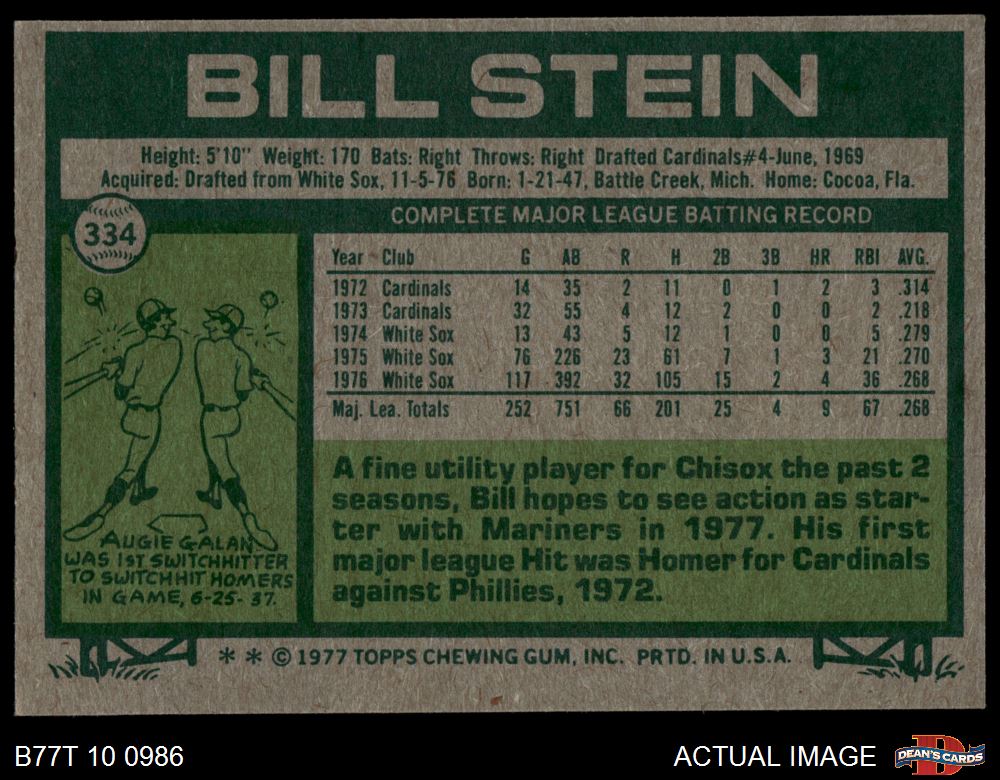 BILL STEIN
Height: 5'10" Weight: 170 Bats: Right Throws: Right Drafted Cardinals#4-June, 1969
Acquired: Drafted from White Sox, 11-5-76 Born: 1-21-47, Battle Creek, Mich. Home: Cocoa, Fla.
334
COMPLETE MAJOR LEAGUE BATTING RECORD
Year Club G AB R H 2B 3B HR RBI AVG.
1972 Cardinals 14 35 2 11 0 1 2 3 .314
1973 Cardinals 32 55 4 12 2 0 0 2 .218
1974 White Sox 13 43 5 12 1 0 0 5 .279
1975 White Sox 76 226 23 61 7 1 3 21 .270
1976 White Sox 117 392 32 105 15 2 4 36 .268
Maj. Lea. Totals 252 751 66 201 25 4 9 67 .268
A fine utility player for Chisox the past 2
seasons, Bill hopes to see action as star-
ter with Mariners in 1977. His first
major league Hit was Homer for Cardinals
against Phillies, 1972.
AUGIE GALAN
WAS 1ST SWITCHHITTER
TO SWITCHHIT HOMERS
IN GAME, 6-25-37.
* * © 1977 TOPPS CHEWING GUM, INC. PRTD. IN U.S.A.
B77T 10 0986
ACTUAL IMAGE
D
DEAN'S CARDS